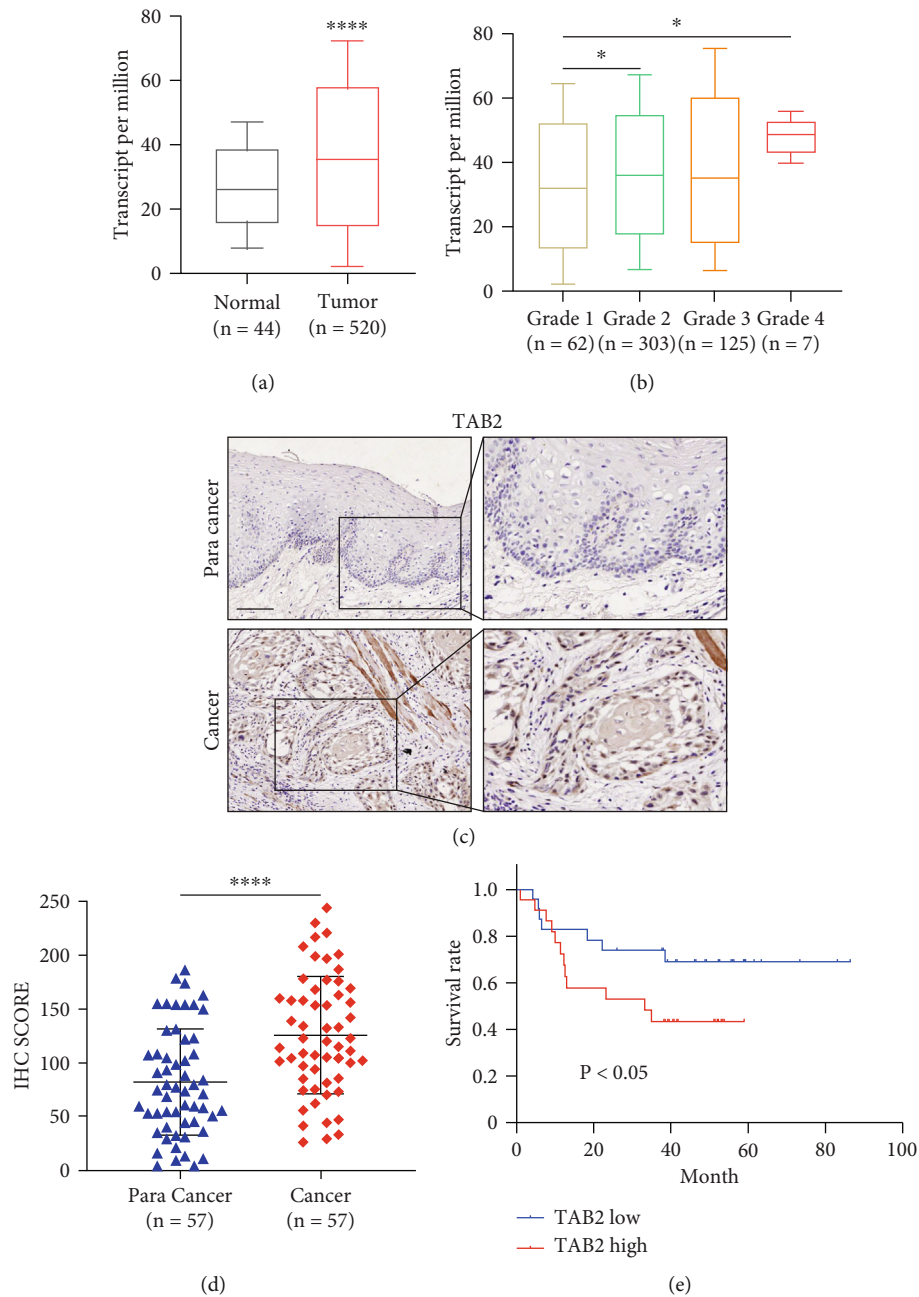 80
60
40
20
0
Transcript per million
****
Normal
(n = 44)
Tumor
(n = 520)
(a)
80
60
40
20
0
Transcript per million
*
*
Grade 1
(n = 62)
Grade 2
(n = 303)
Grade 3
(n = 125)
Grade 4
(n = 7)
(b)
TAB2
Para cancer
Cancer
(c)
****
250
200
150
100
50
0
IHC SCORE
Para Cancer
(n = 57)
Cancer
(n = 57)
(d)
1.0
0.8
0.6
0.4
0.2
0
Survival rate
P < 0.05
0
20
40
60
80
100
Month
TAB2 low
TAB2 high
(e)